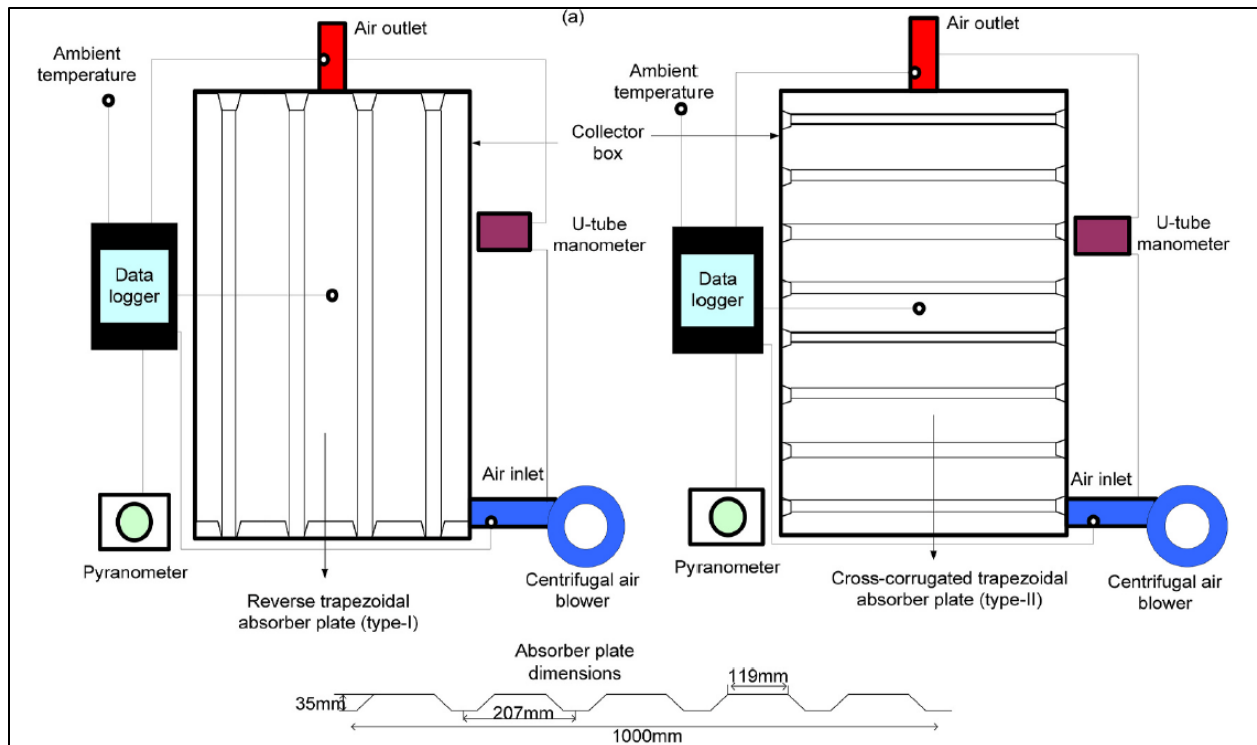 (a)
Air outlet
Ambient
temperature
Collector
box
U-tube
manometer
Data
logger
Air inlet
Pyranometer
Centrifugal air
blower
Reverse trapezoidal
absorber plate (type-I)
Air outlet
Ambient
temperature
U-tube
manometer
Data
logger
Air inlet
Pyranometer
Centrifugal air
blower
Cross-corrugated trapezoidal
absorber plate (type-II)
Absorber plate
dimensions
119mm
35mm
207mm
1000mm